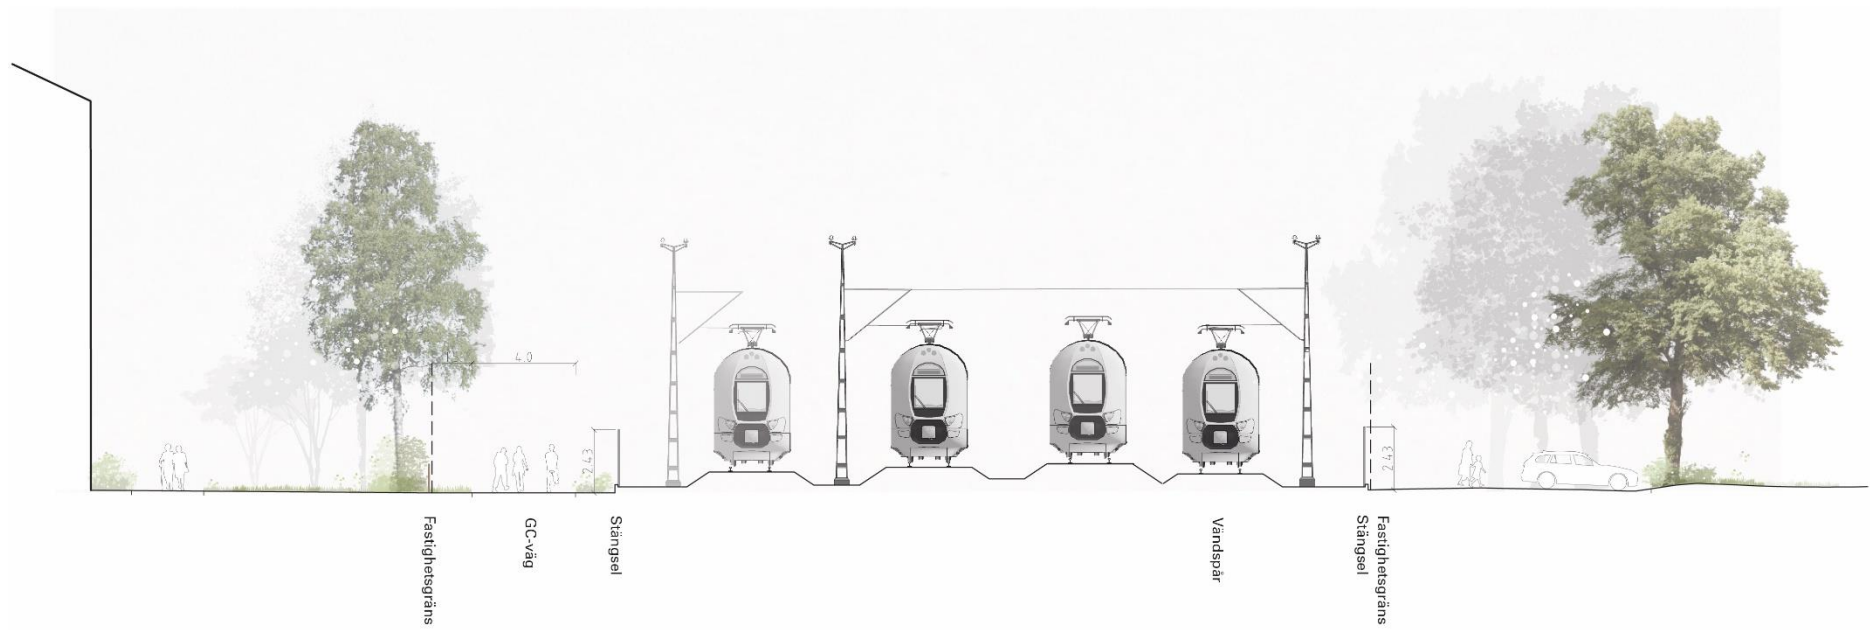 4.0
2.43
2.43
Fastighetsgräns
GC-väg
Stängsel
Vändspår
Fastighetsgräns
Stängsel